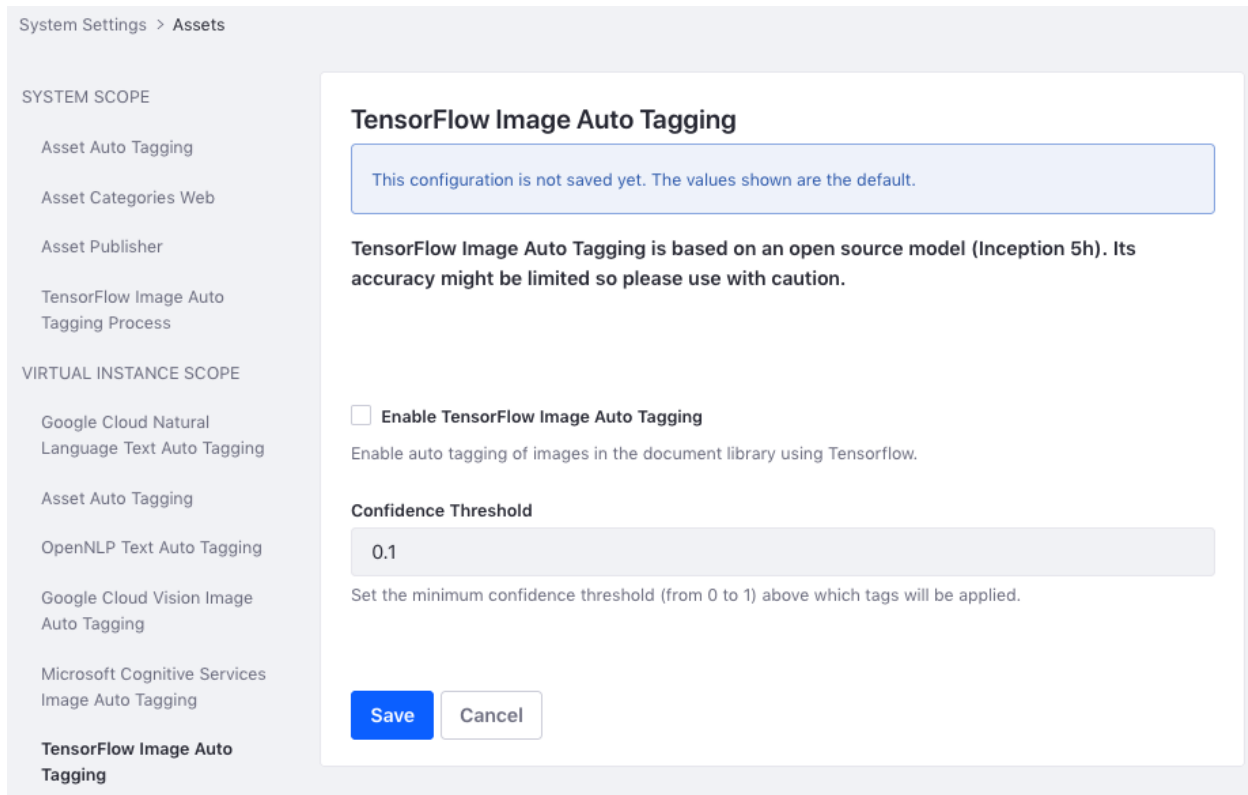 System Settings > Assets
SYSTEM SCOPE
Asset Auto Tagging
Asset Categories Web
Asset Publisher
TensorFlow Image Auto
Tagging Process
VIRTUAL INSTANCE SCOPE
Google Cloud Natural
Language Text Auto Tagging
Asset Auto Tagging
OpenNLP Text Auto Tagging
Google Cloud Vision Image
Auto Tagging
Microsoft Cognitive Services
Image Auto Tagging
TensorFlow Image Auto
Tagging
TensorFlow Image Auto Tagging
This configuration is not saved yet. The values shown are the default.
TensorFlow Image Auto Tagging is based on an open source model (Inception 5h). Its
accuracy might be limited so please use with caution.
Enable TensorFlow Image Auto Tagging
Enable auto tagging of images in the document library using Tensorflow.
Confidence Threshold
0.1
Set the minimum confidence threshold (from 0 to 1) above which tags will be applied.
Save
Cancel